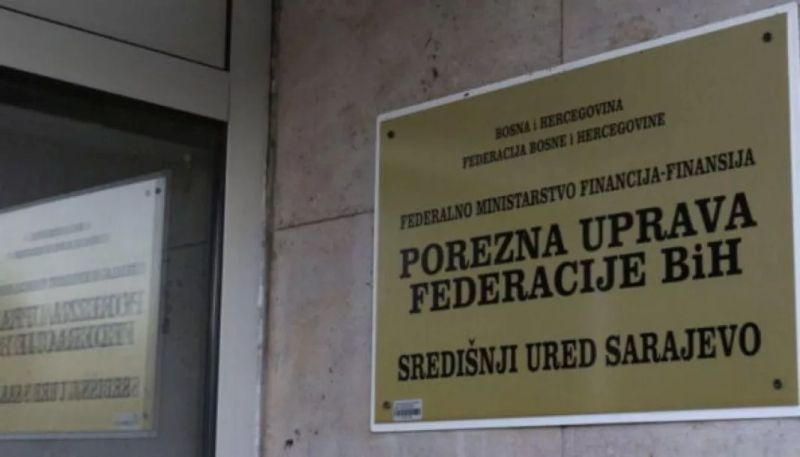 BOSNA i HERCEGOVINA
FEDERACIJA BOSNE i HERCEGOVINE
FEDERALNO MINISTARSTVO FINANCIJA-FINANSIJA
POREZNA UPRAVA
FEDERACIJE BiH
SREDIŠNJI URED SARAJEVO